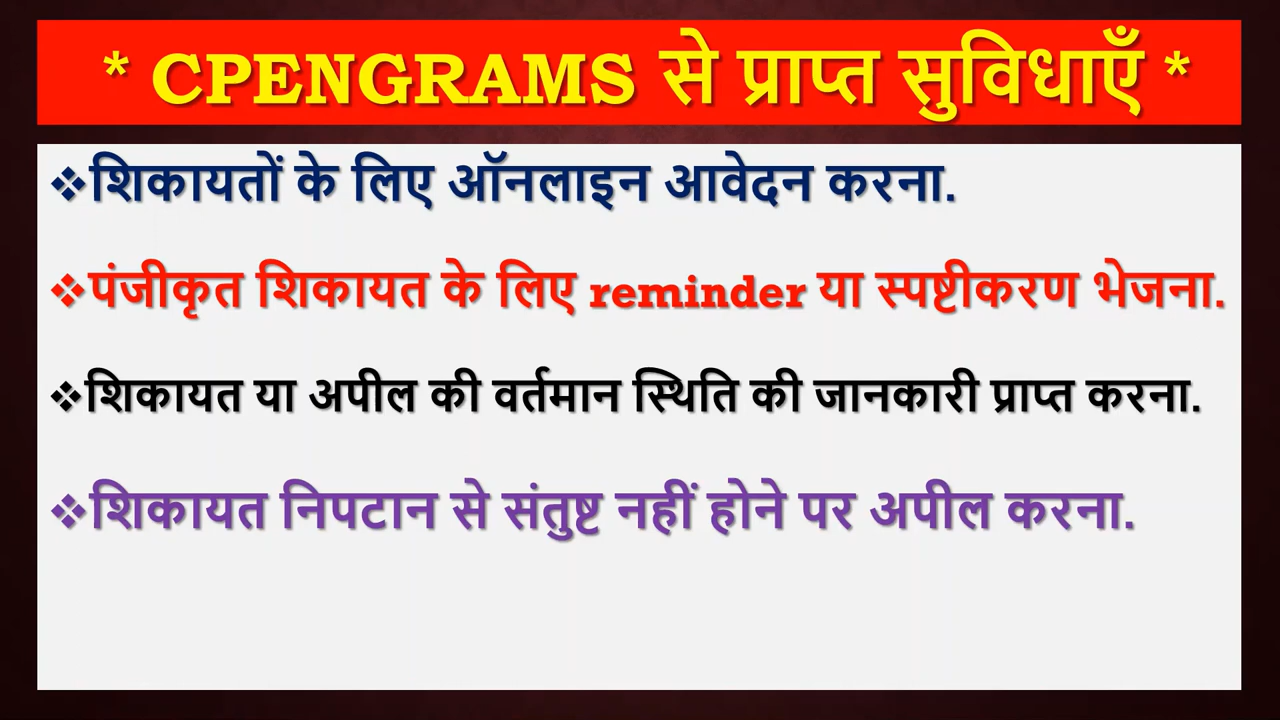 * CPENGRAMS से प्राप्त सुविधाएँ *
❖शिकायतों के लिए ऑनलाइन आवेदन करना.
❖पंजीकृत शिकायत के लिए reminder या स्पष्टीकरण भेजना.
❖शिकायत या अपील की वर्तमान स्थिति की जानकारी प्राप्त करना.
❖शिकायत निपटान से संतुष्ट नहीं होने पर अपील करना.